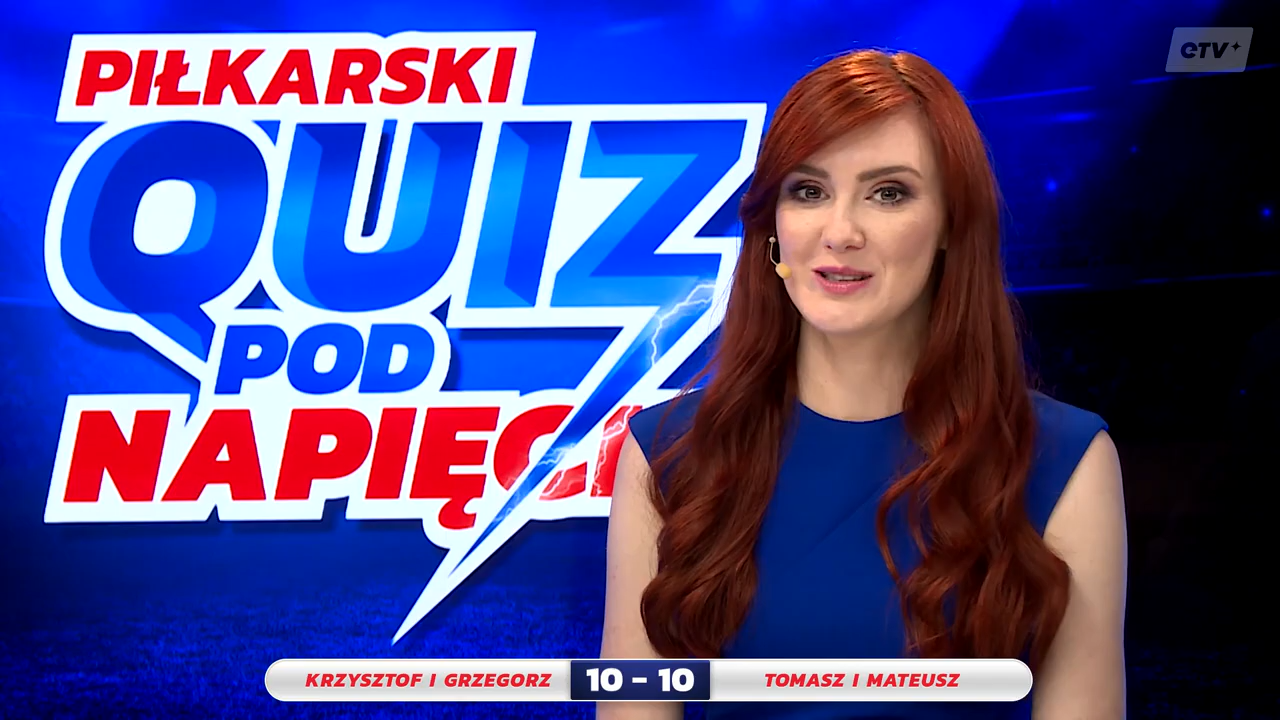 PIŁKARSKI
QUIZ
POD
NAPIĘCI
eTV+
KRZYSZTOF I GRZEGORZ 10 - 10 TOMASZ I MATEUSZ